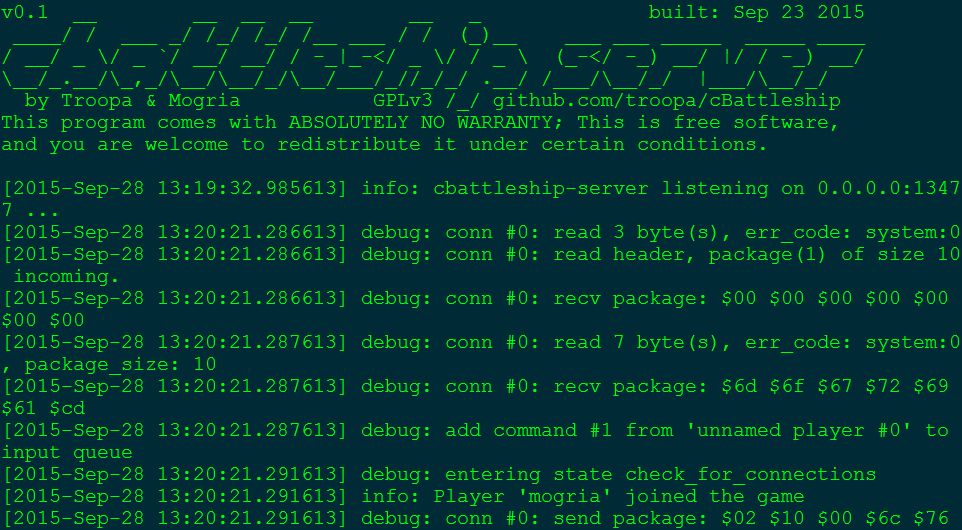 v0.1 built: Sep 23 2015
cbattleship server
by Troopa & Mogria GPLv3 /_/ github.com/troopa/cBattleship
This program comes with ABSOLUTELY NO WARRANTY; This is free software,
and you are welcome to redistribute it under certain conditions.
[2015-Sep-28 13:19:32.985613] info: cbattleship-server listening on 0.0.0.0:1347
7 ...
[2015-Sep-28 13:20:21.286613] debug: conn #0: read 3 byte(s), err_code: system:0
[2015-Sep-28 13:20:21.286613] debug: conn #0: read header, package(1) of size 10
incoming.
[2015-Sep-28 13:20:21.286613] debug: conn #0: recv package: $00 $00 $00 $00 $00
$00 $00
[2015-Sep-28 13:20:21.287613] debug: conn #0: read 7 byte(s), err_code: system:0
, package_size: 10
[2015-Sep-28 13:20:21.287613] debug: conn #0: recv package: $6d $6f $67 $72 $69
$61 $cd
[2015-Sep-28 13:20:21.287613] debug: add command #1 from 'unnamed player #0' to
input queue
[2015-Sep-28 13:20:21.291613] debug: entering state check_for_connections
[2015-Sep-28 13:20:21.291613] info: Player 'mogria' joined the game
[2015-Sep-28 13:20:21.291613] debug: conn #0: send package: $02 $10 $00 $6c $76